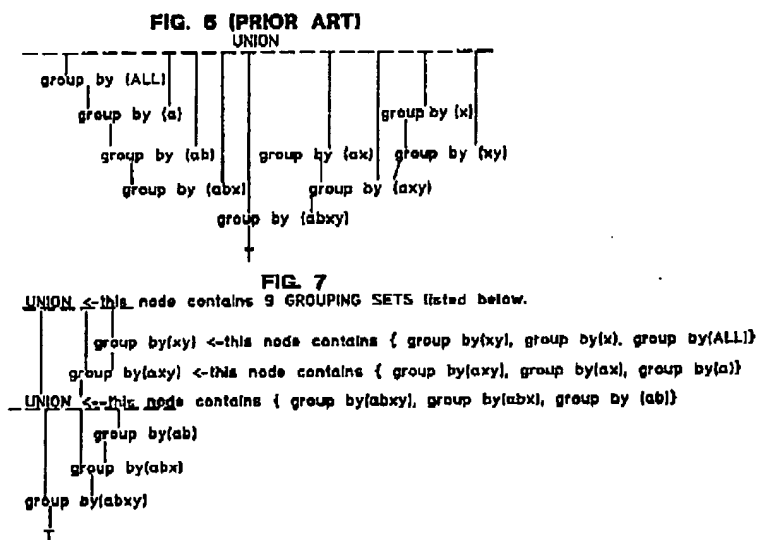 FIG. 6 (PRIOR ART)
UNION
group by (ALL)
group by (a)
group by (x)
group by (ab)
group by (ax)
group by (xy)
group by (abx)
group by (axy)
group by (abxy)
T
FIG. 7
UNION <-this node contains 9 GROUPING SETS listed below.
group by(xy) <-this node contains { group by(xy), group by(x), group by(ALL)}
group by(axy) <-this node contains { group by(axy), group by(ax), group by(a)}
UNION <--this node contains { group by(abxy), group by(abx), group by (ab)}
group by(ab)
group by(abx)
group by(abxy)
T